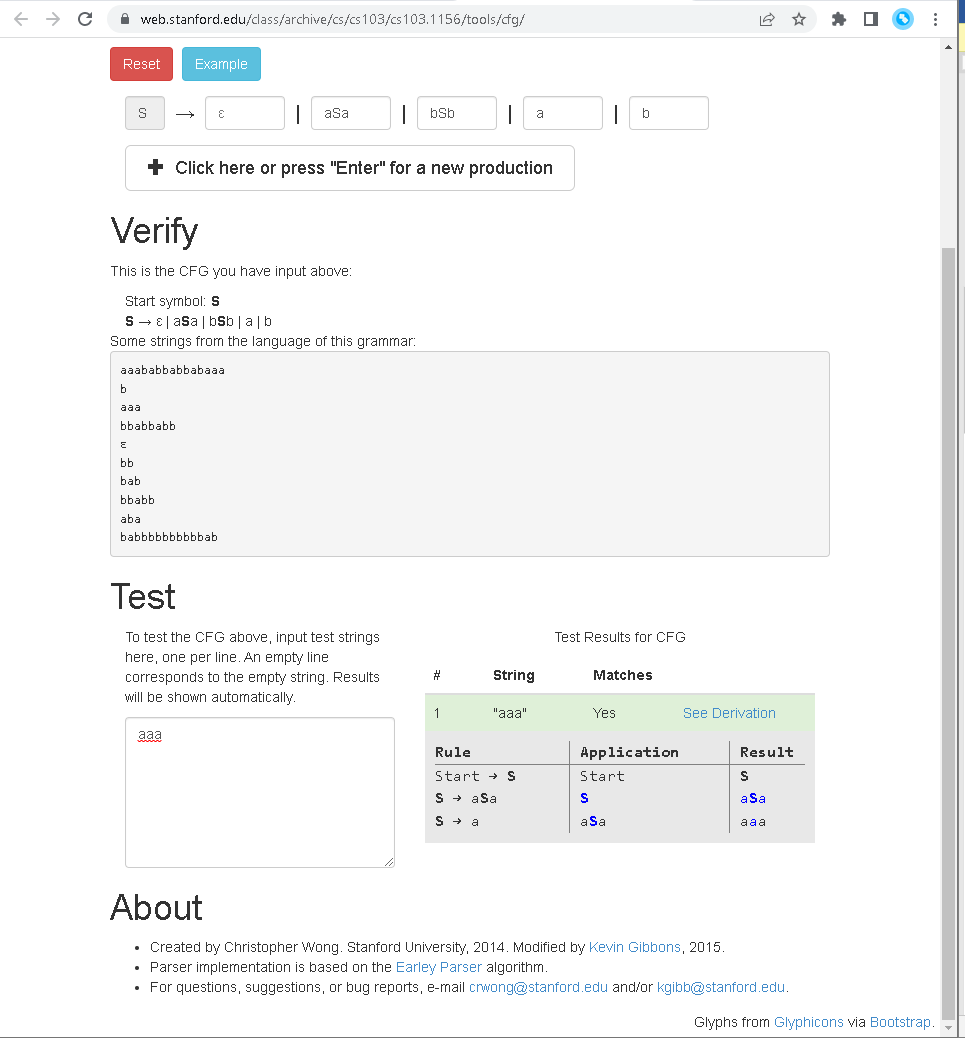 web.stanford.edu/class/archive/cs/cs103/cs103.1156/tools/cfg/
Reset Example
S → ε | aSa | bSb | a | b
Click here or press "Enter" for a new production
Verify
This is the CFG you have input above:
Start symbol: S
S → ε | aSa | bSb | a | b
Some strings from the language of this grammar:
aaababbabbabaaa
b
aaa
bbabbabb
ε
bb
bab
bbabb
aba
babbbbbbbbbbab
Test
To test the CFG above, input test strings
here, one per line. An empty line
corresponds to the empty string. Results
will be shown automatically.
aaa
Test Results for CFG
# String Matches
1 "aaa" Yes See Derivation
Rule Application Result
Start → S Start S
S → aSa S aSa
S → a aSa aaa
About
• Created by Christopher Wong. Stanford University, 2014. Modified by Kevin Gibbons, 2015.
• Parser implementation is based on the Earley Parser algorithm.
• For questions, suggestions, or bug reports, e-mail crwong@stanford.edu and/or kgibb@stanford.edu.
Glyphs from Glyphicons via Bootstrap.